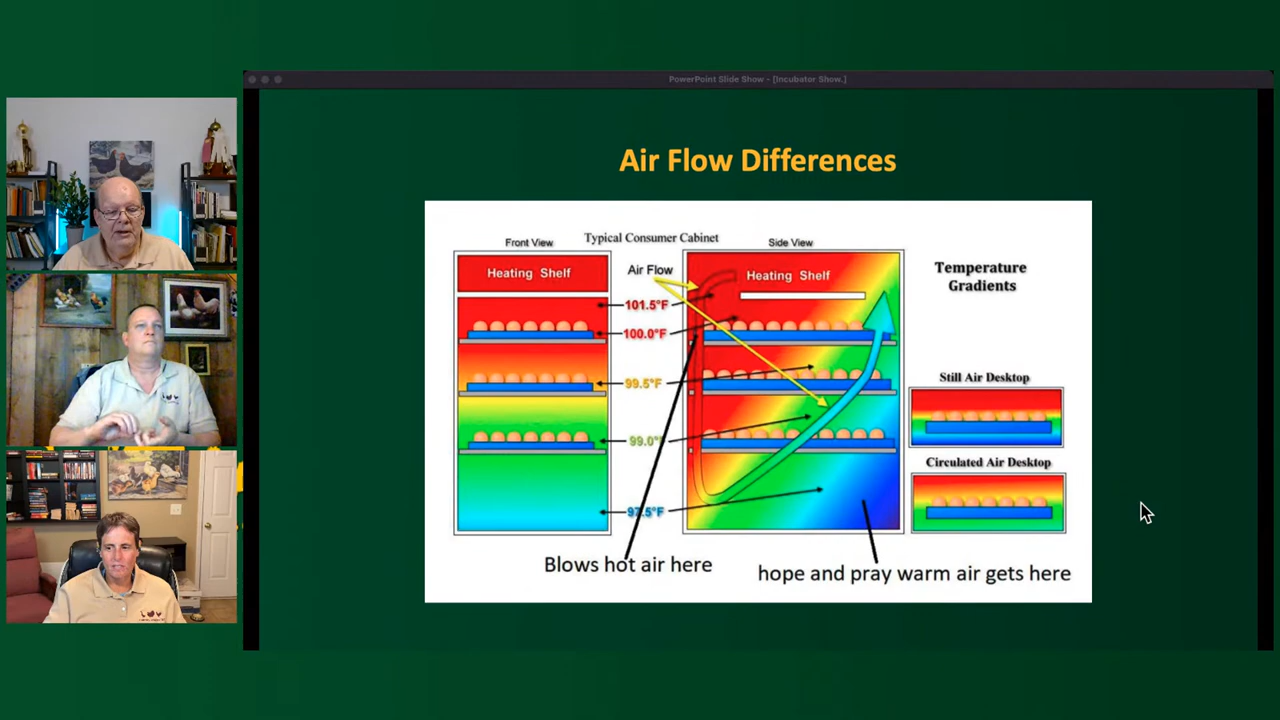 PowerPoint Slide Show - [Incubator Show.]
Air Flow Differences
Typical Consumer Cabinet
Front View
Side View
Heating Shelf
Air Flow
Heating Shelf
Temperature
Gradients
101.5°F
100.0°F
99.5°F
99.0°F
97.5°F
Still Air Desktop
Circulated Air Desktop
Blows hot air here
hope and pray warm air gets here